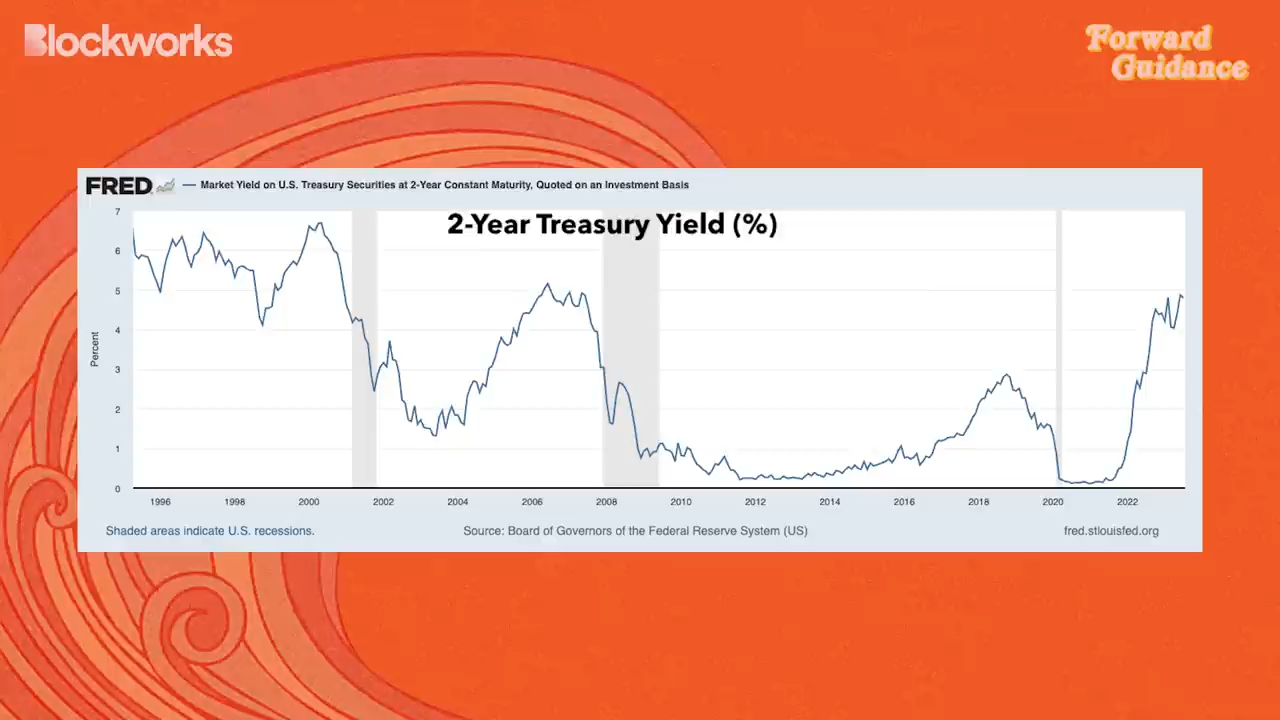 Blockworks
Forward
Guidance
FRED
Market Yield on U.S. Treasury Securities at 2-Year Constant Maturity, Quoted on an Investment Basis
2-Year Treasury Yield (%)
7
6
5
4
3
2
1
0
Percent
1996 1998 2000 2002 2004 2006 2008 2010 2012 2014 2016 2018 2020 2022
Shaded areas indicate U.S. recessions. Source: Board of Governors of the Federal Reserve System (US) fred.stlouisfed.org